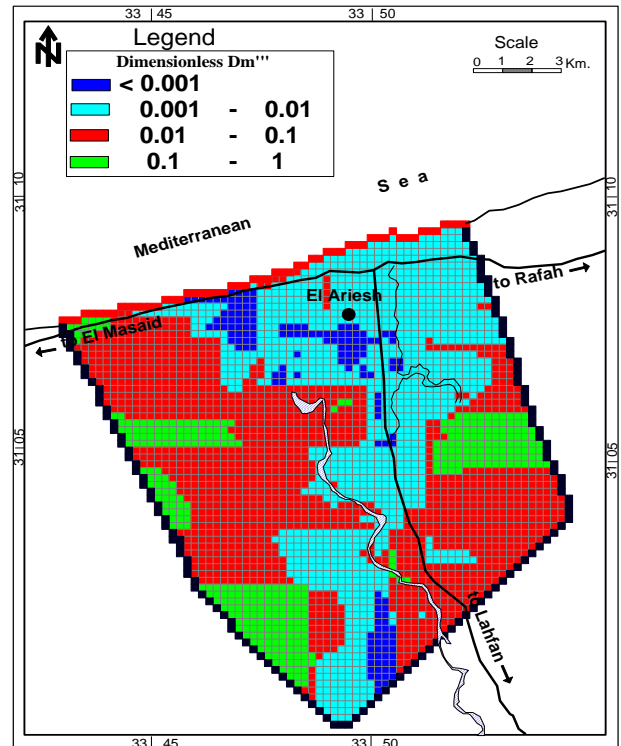 33 45 33 50
N
Legend
Dimensionless Dm'''
< 0.001
0.001 - 0.01
0.01 - 0.1
0.1 - 1
Scale
0 1 2 3 Km.
31 10 31 10
Sea
Mediterranean
to Rafah
El Ariesh
to El Masaid
31 05 31 05
to Lahfan
33 45 33 50